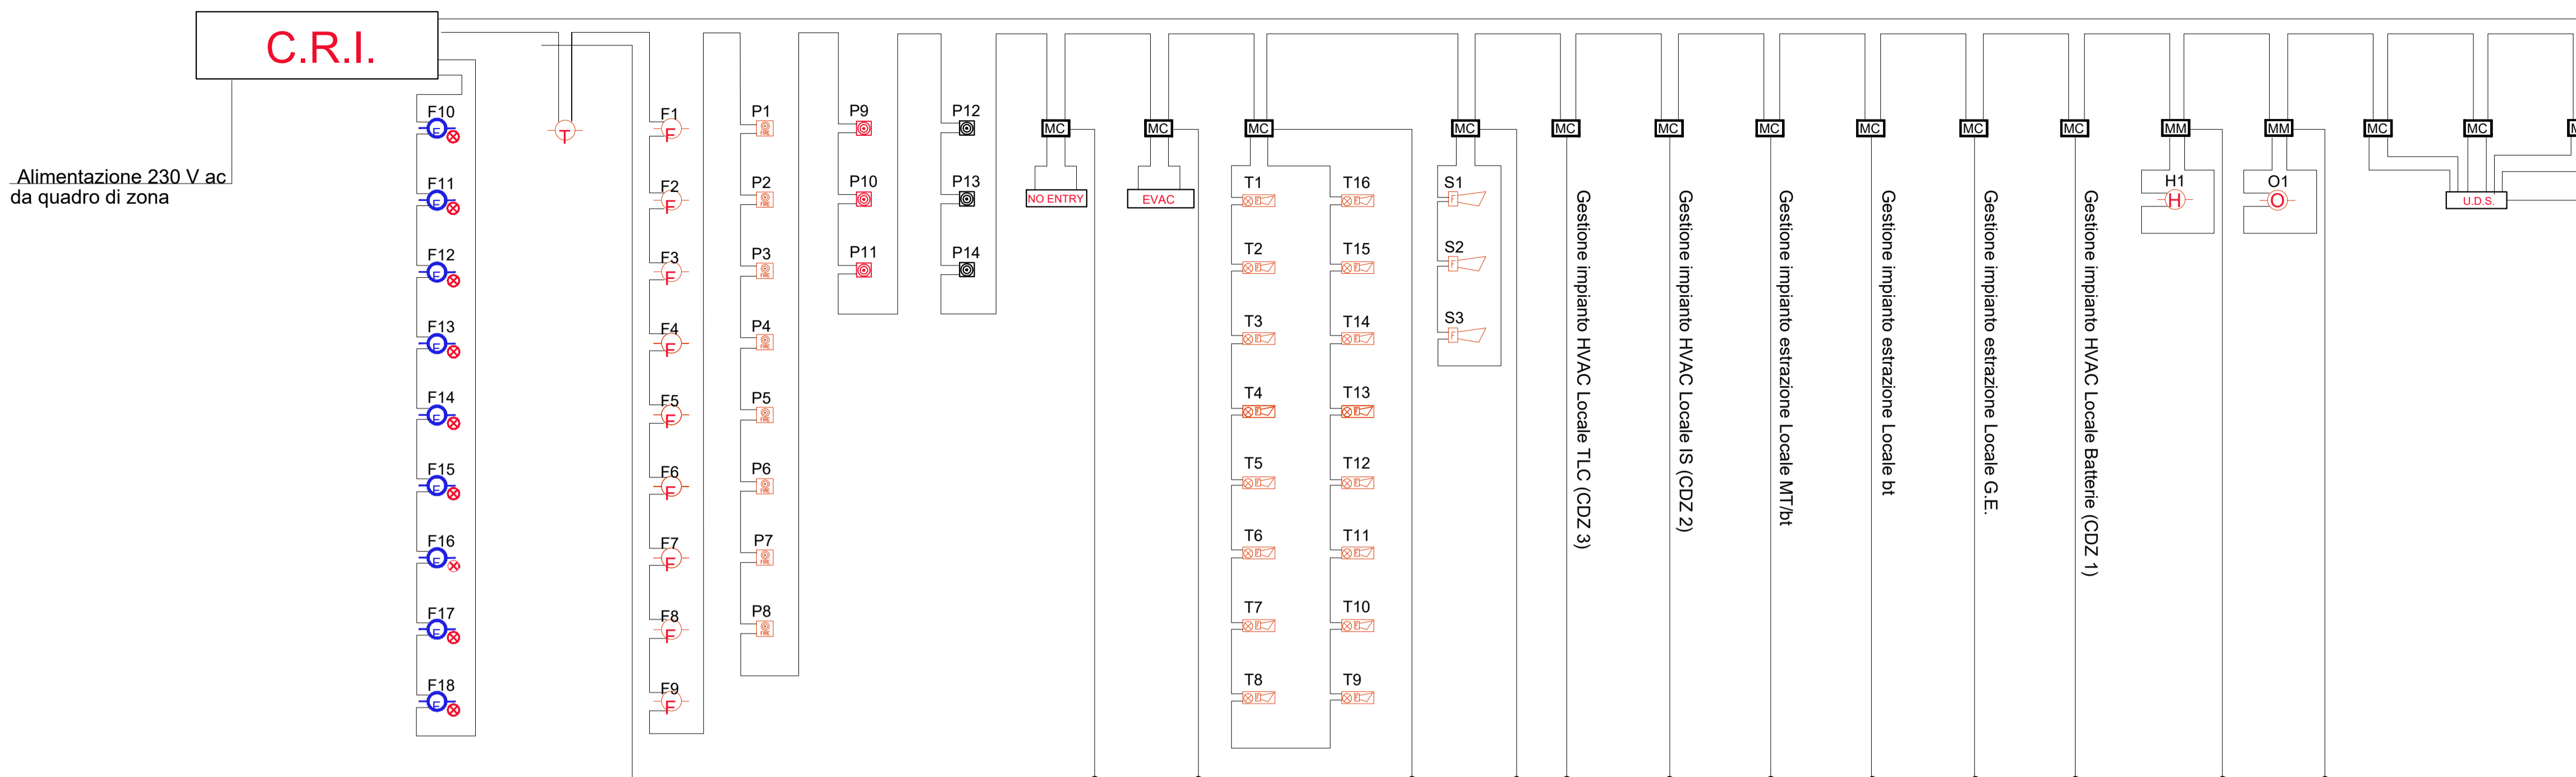 C.R.I.
Alimentazione 230 V ac
da quadro di zona
F10
F11
F12
F13
F14
F15
F16
F17
F18
T
F1
F
F2
F
F3
F
F4
F
F5
F
F6
F
F7
F
F8
F
F9
F
P1
P2
P3
P4
P5
P6
P7
P8
P9
P10
P11
P12
P13
P14
MC
NO ENTRY
MC
EVAC
MC
T1
T2
T3
T4
T5
T6
T7
T8
T16
T15
T14
T13
T12
T11
T10
T9
MC
S1
F
S2
F
S3
F
MC
Gestione impianto HVAC Locale TLC (CDZ 3)
MC
Gestione impianto HVAC Locale IS (CDZ 2)
MC
Gestione impianto estrazione Locale MT/bt
MC
Gestione impianto estrazione Locale bt
MC
Gestione impianto estrazione Locale G.E.
MC
Gestione impianto HVAC Locale Batterie (CDZ 1)
MM
H1
H
MM
O1
O
MC
MC
U.D.S.